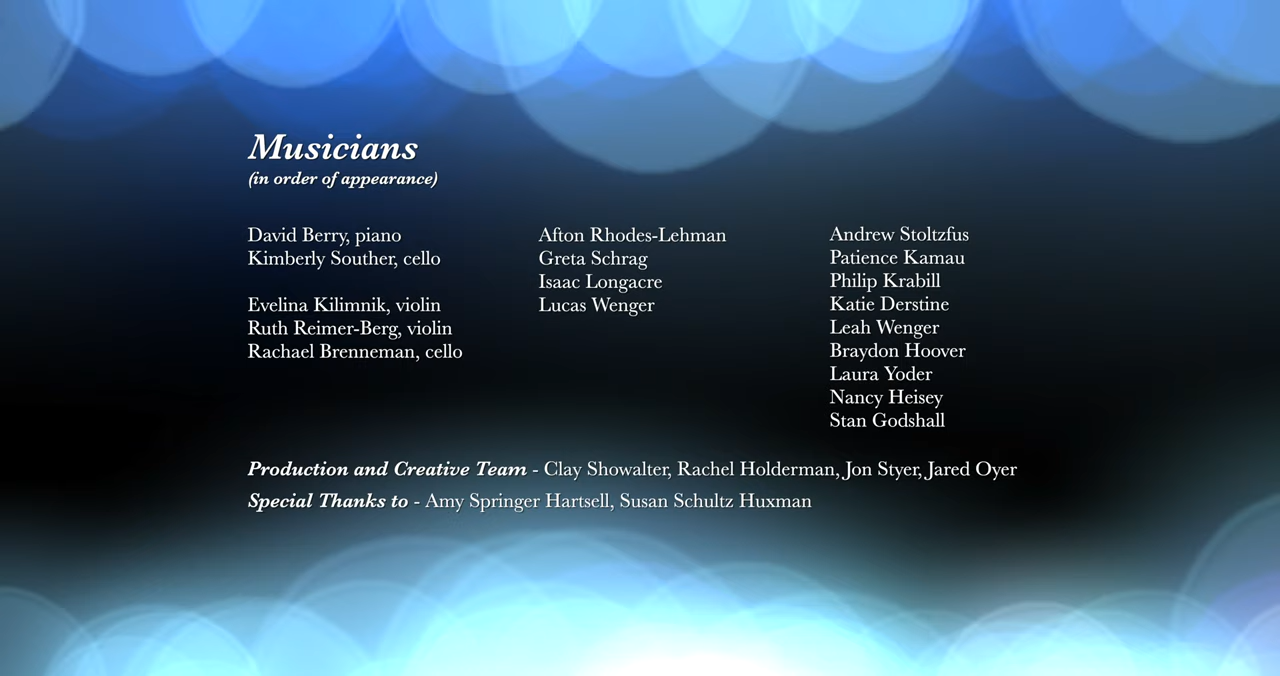 Musicians
(in order of appearance)
David Berry, piano
Kimberly Souther, cello
Evelina Kilimnik, violin
Ruth Reimer-Berg, violin
Rachael Brenneman, cello
Afton Rhodes-Lehman
Greta Schrag
Isaac Longacre
Lucas Wenger
Andrew Stoltzfus
Patience Kamau
Philip Krabill
Katie Derstine
Leah Wenger
Braydon Hoover
Laura Yoder
Nancy Heisey
Stan Godshall
Production and Creative Team - Clay Showalter, Rachel Holderman, Jon Styer, Jared Oyer
Special Thanks to - Amy Springer Hartsell, Susan Schultz Huxman